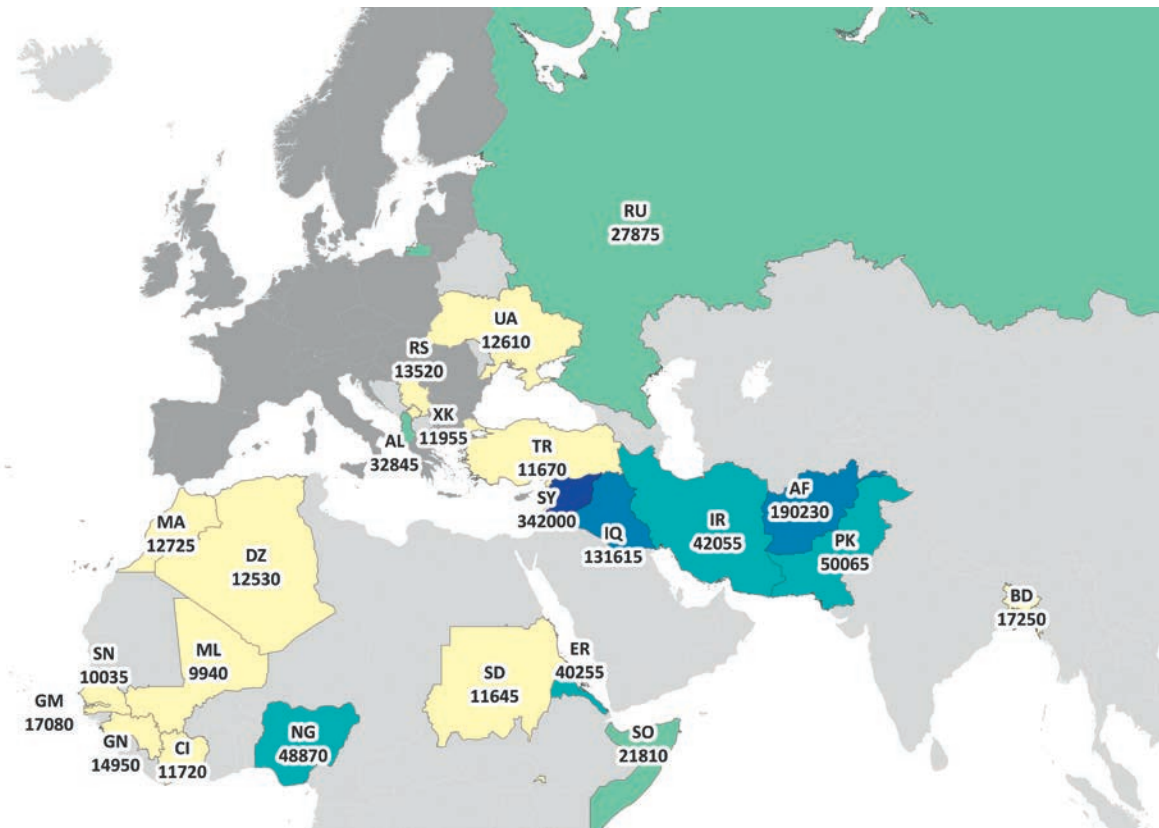 RU
27875
UA
12610
RS
13520
XK
11955
AL
32845
TR
11670
SY
342000
IQ
131615
IR
42055
AF
190230
PK
50065
BD
17250
MA
12725
DZ
12530
SN
10035
ML
9940
GM
17080
GN
14950
CI
11720
NG
48870
SD
11645
ER
40255
SO
21810